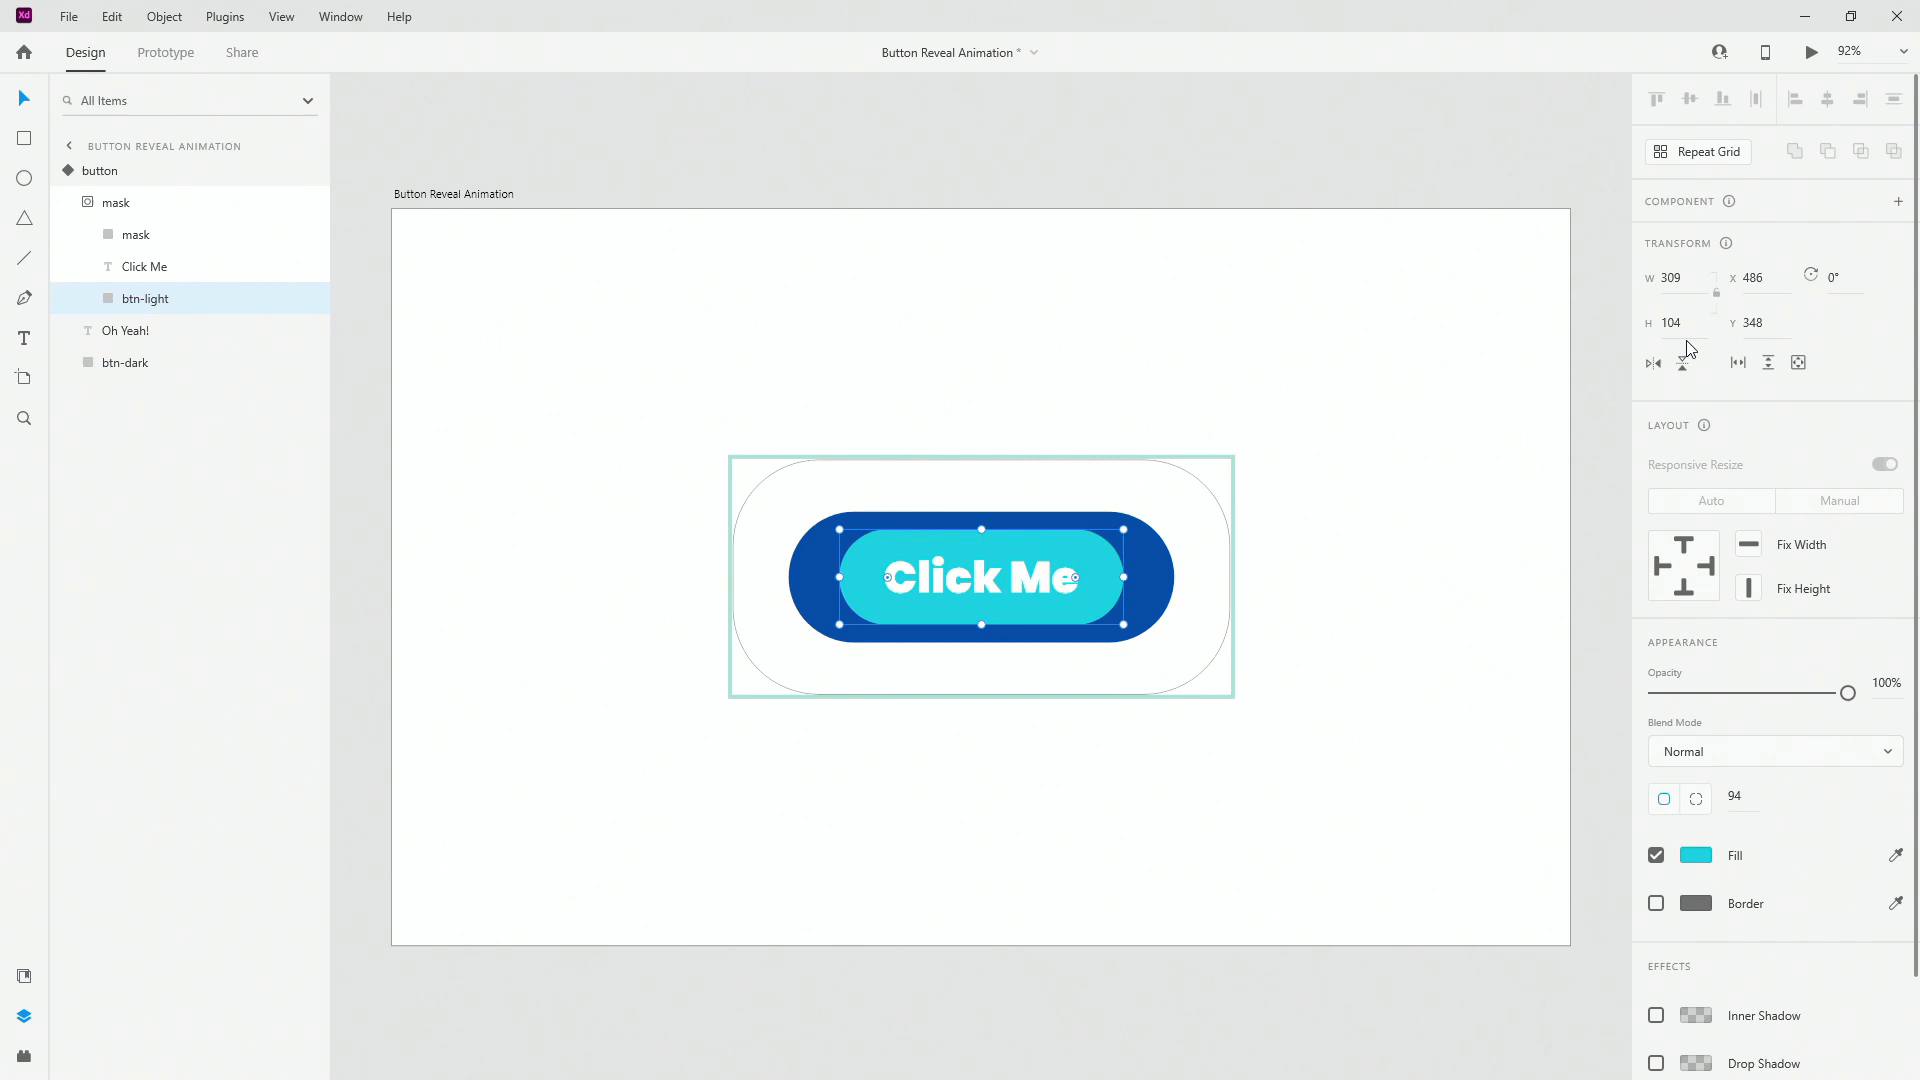 Xd File Edit Object Plugins View Window Help
Design Prototype Share Button Reveal Animation * 92%
All Items
BUTTON REVEAL ANIMATION
button
mask
mask
T Click Me
btn-light
T Oh Yeah!
btn-dark
Button Reveal Animation
Click Me
Repeat Grid
COMPONENT
TRANSFORM
W 309 X 486 0°
H 104 Y 348
LAYOUT
Responsive Resize
Auto Manual
Fix Width
Fix Height
APPEARANCE
Opacity
100%
Blend Mode
Normal
94
Fill
Border
EFFECTS
Inner Shadow
Drop Shadow